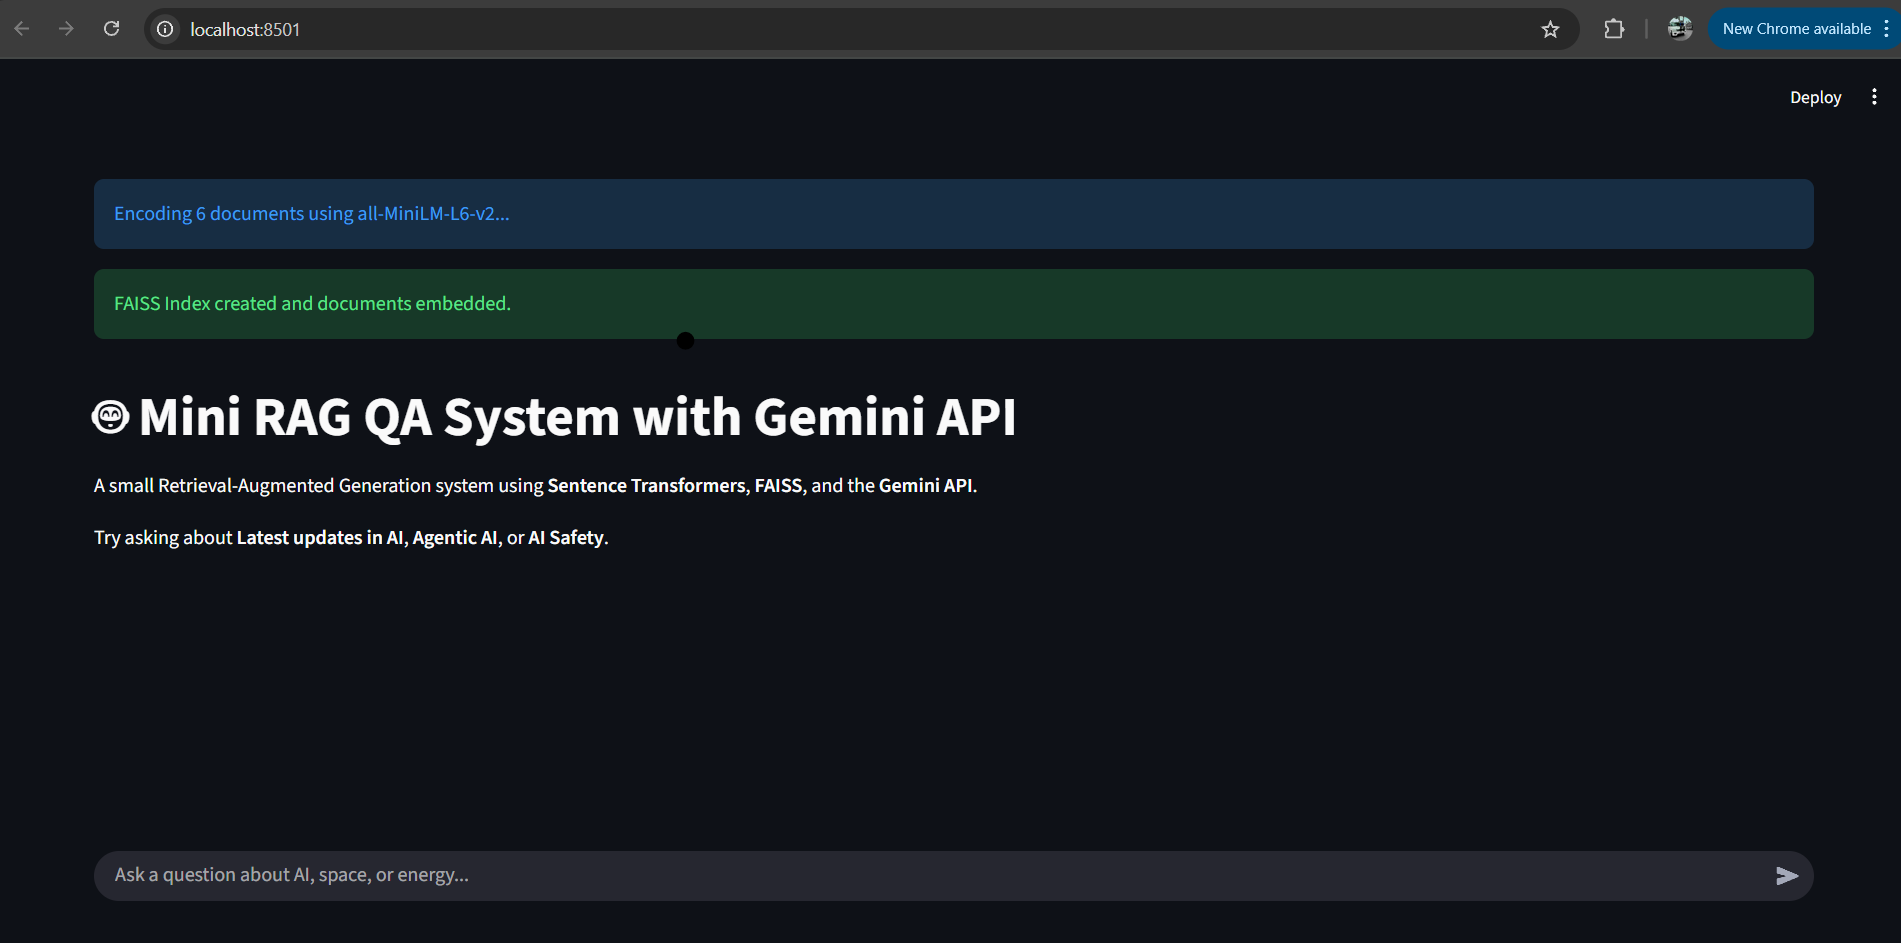 localhost:8501
New Chrome available
Deploy
Encoding 6 documents using all-MiniLM-L6-v2...
FAISS Index created and documents embedded.
Mini RAG QA System with Gemini API
A small Retrieval-Augmented Generation system using Sentence Transformers, FAISS, and the Gemini API.
Try asking about Latest updates in AI, Agentic AI, or AI Safety.
Ask a question about AI, space, or energy...